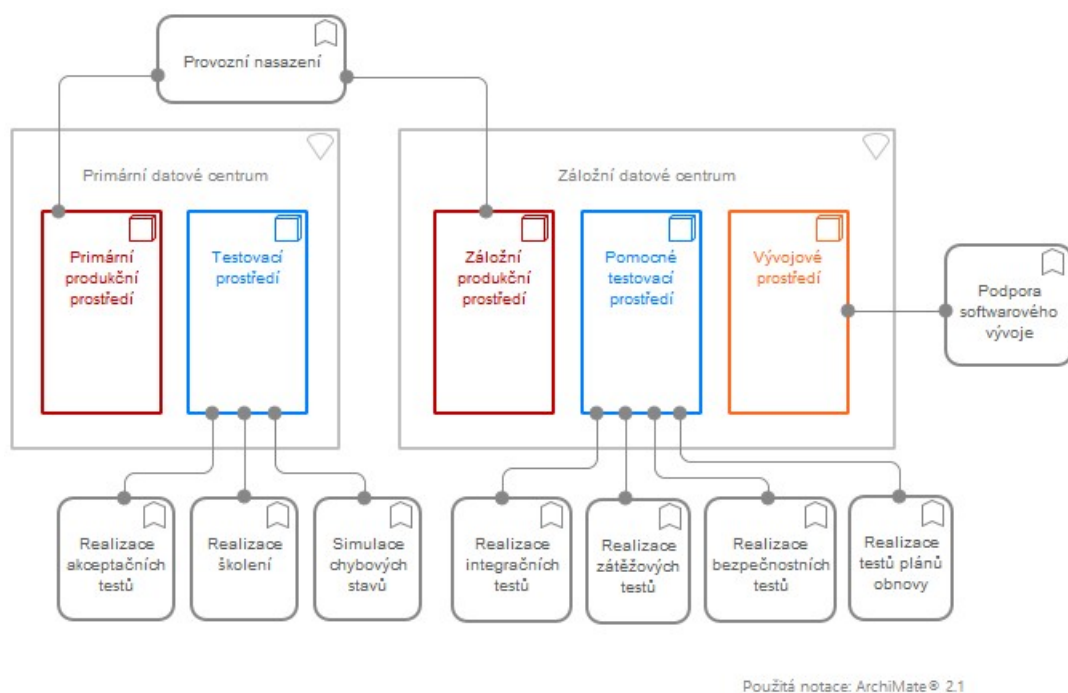 Provozní nasazení
Primární datové centrum
Záložní datové centrum
Primární
produkční
prostředí
Testovací
prostředí
Záložní
produkční
prostředí
Pomocné
testovací
prostředí
Vývojové
prostředí
Podpora
softwarového
vývoje
Realizace
akceptačních
testů
Realizace
školení
Simulace
chybových
stavů
Realizace
integračních
testů
Realizace
zátěžových
testů
Realizace
bezpečnostních
testů
Realizace
testů plánů
obnovy
Použitá notace: ArchiMate® 2.1